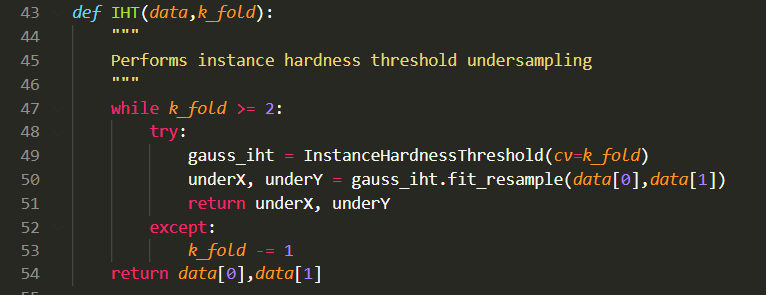 43 def IHT(data,k_fold):
44     """
45     Performs instance hardness threshold undersampling
46     """
47     while k_fold >= 2:
48         try:
49             gauss_iht = InstanceHardnessThreshold(cv=k_fold)
50             underX, underY = gauss_iht.fit_resample(data[0],data[1])
51             return underX, underY
52         except:
53             k_fold -= 1
54     return data[0],data[1]